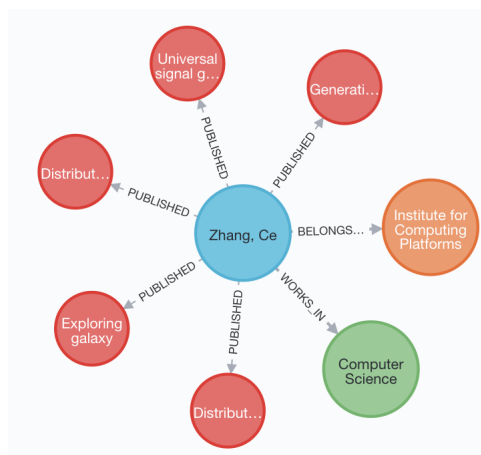 Universal
signal g...
Generati...
PUBLISHED
PUBLISHED
Distribut...
PUBLISHED
Institute for
Computing
Platforms
Zhang, Ce
BELONGS...
PUBLISHED
Exploring
galaxy
PUBLISHED
WORKS_IN
Computer
Science
Distribut...